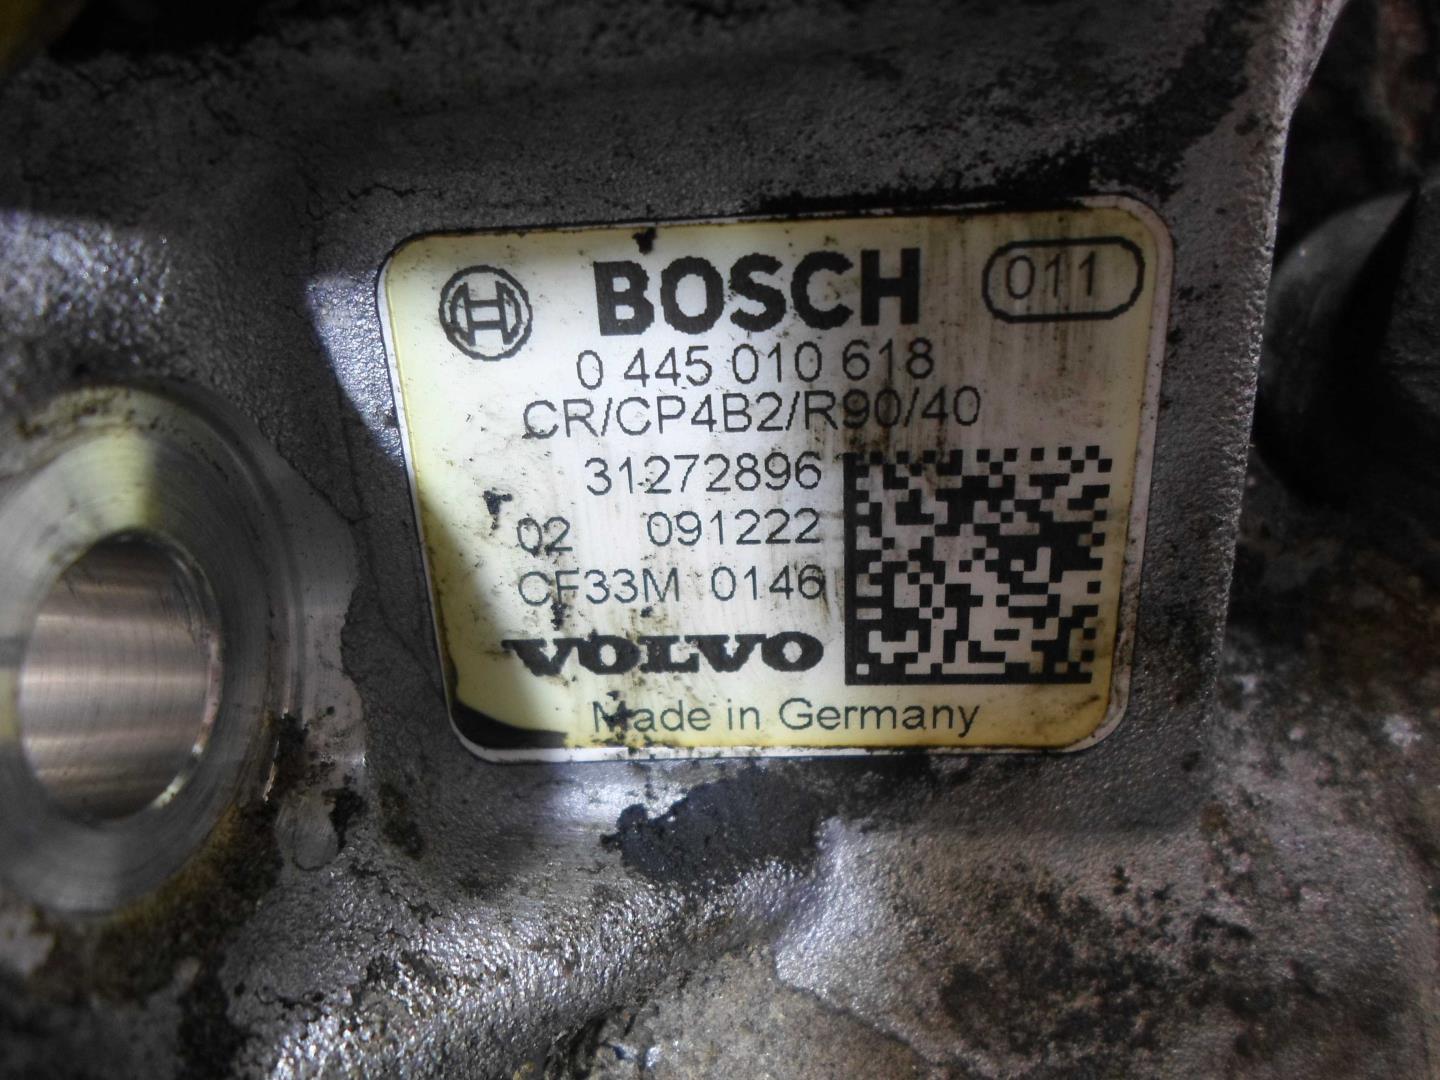 BOSCH 011
0 445 010 618
CR/CP4B2/R90/40
31272896
02 091222
CF33M 0146
VOLVO
Made in Germany